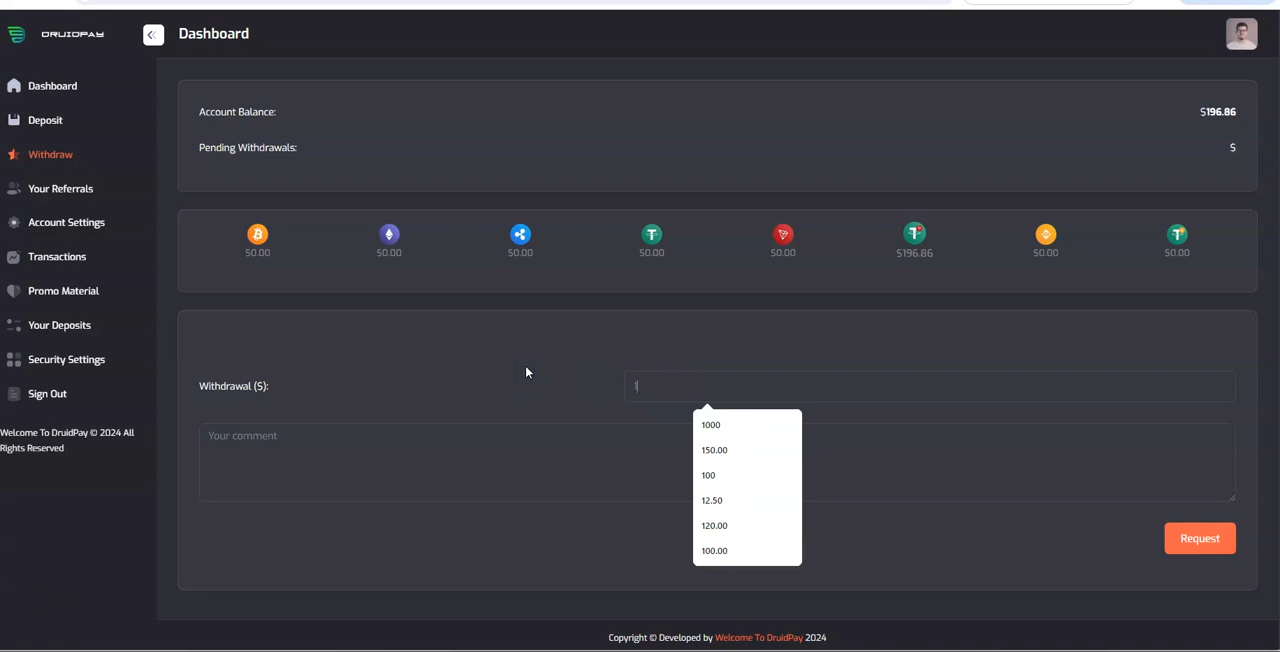 DRUIDPAY
Dashboard
Dashboard
Deposit
Withdraw
Your Referrals
Account Settings
Transactions
Promo Material
Your Deposits
Security Settings
Sign Out
Welcome To DruidPay © 2024 All
Rights Reserved
Account Balance: $196.86
Pending Withdrawals: $
$0.00 $0.00 $0.00 $0.00 $0.00 $196.86 $0.00 $0.00
Withdrawal ($): 1
1000
150.00
100
12.50
120.00
100.00
Your comment
Request
Copyright © Developed by Welcome To DruidPay 2024